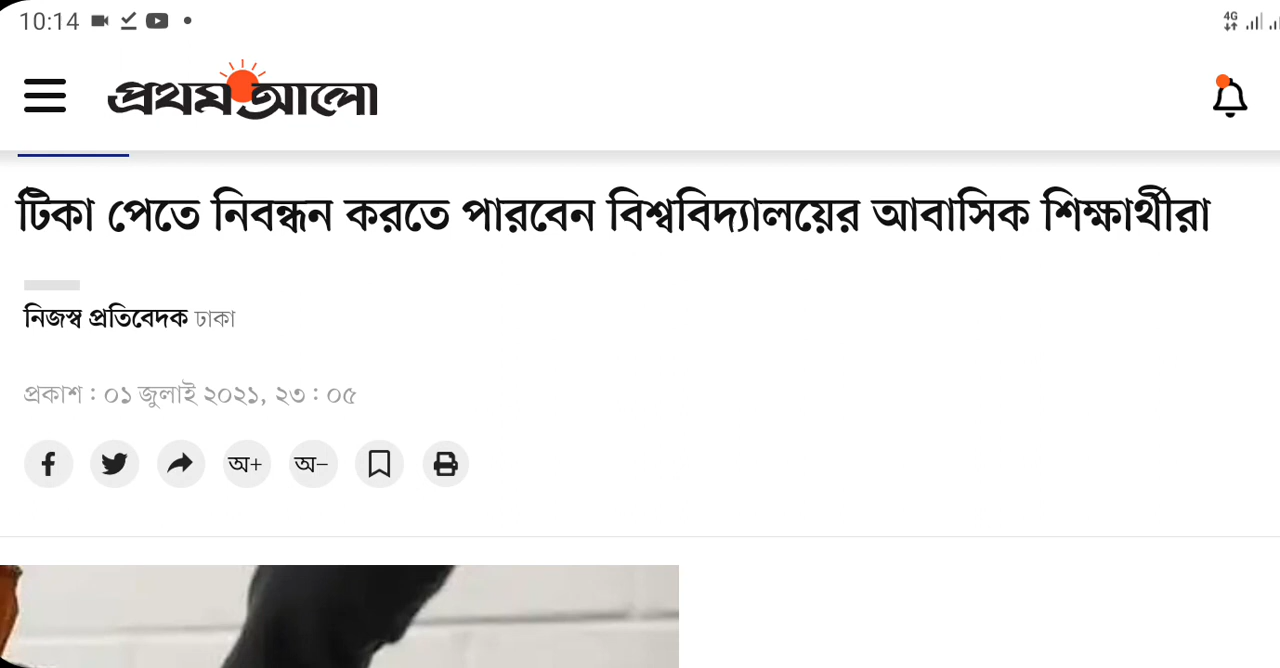 10:14 4G
প্রথম আলো
টিকা পেতে নিবন্ধন করতে পারবেন বিশ্ববিদ্যালয়ের আবাসিক শিক্ষার্থীরা
নিজস্ব প্রতিবেদক ঢাকা
প্রকাশ : ০১ জুলাই ২০২১, ২৩ : ০৫
অ+ অ−